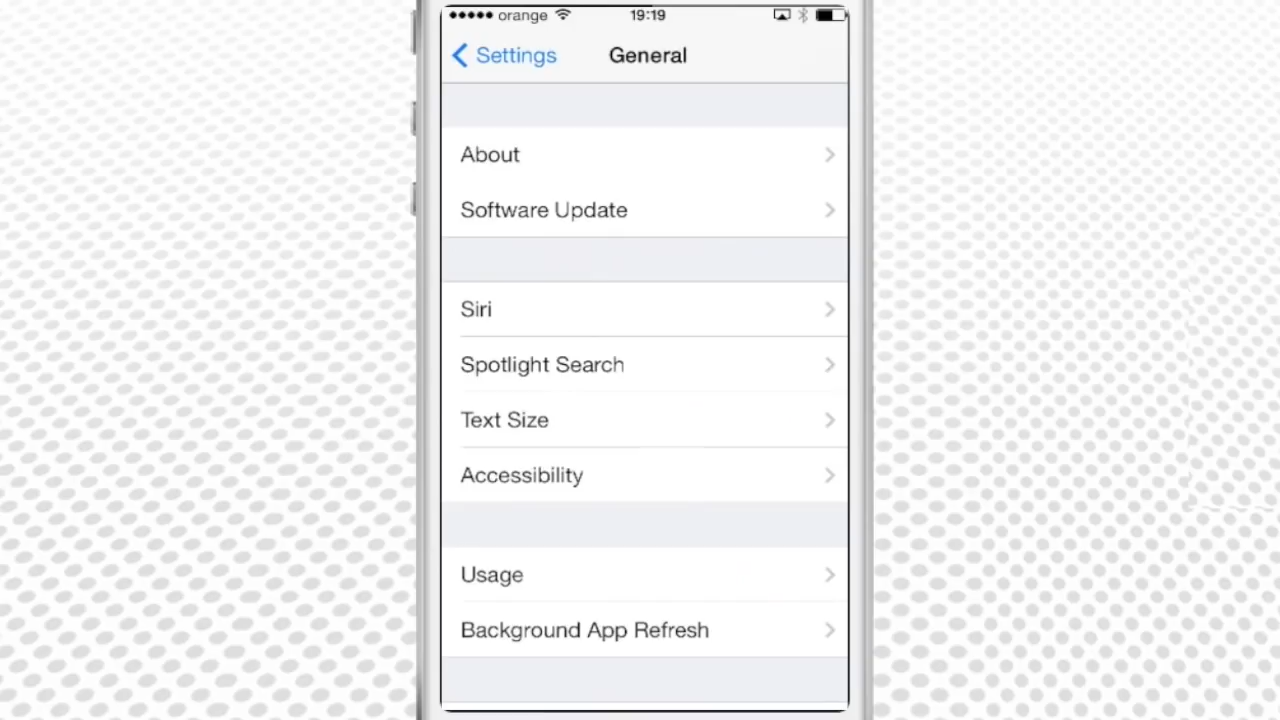 orange 19:19
Settings General
About
Software Update
Siri
Spotlight Search
Text Size
Accessibility
Usage
Background App Refresh